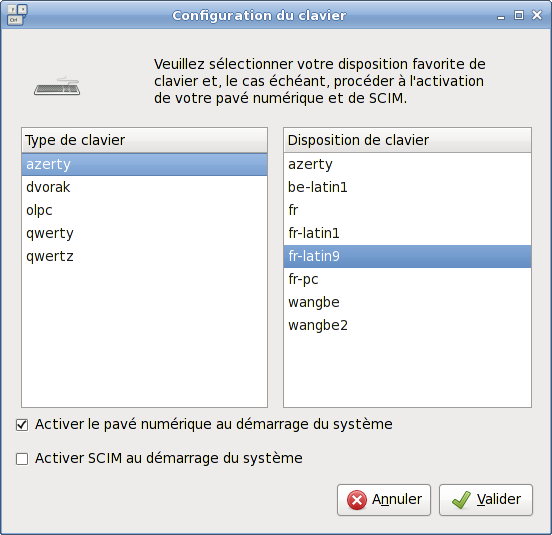 Configuration du clavier
Veuillez sélectionner votre disposition favorite de
clavier et, le cas échéant, procéder à l'activation
de votre pavé numérique et de SCIM.
Type de clavier
azerty
dvorak
olpc
qwerty
qwertz
Disposition de clavier
azerty
be-latin1
fr
fr-latin1
fr-latin9
fr-pc
wangbe
wangbe2
Activer le pavé numérique au démarrage du système
Activer SCIM au démarrage du système
Annuler
Valider